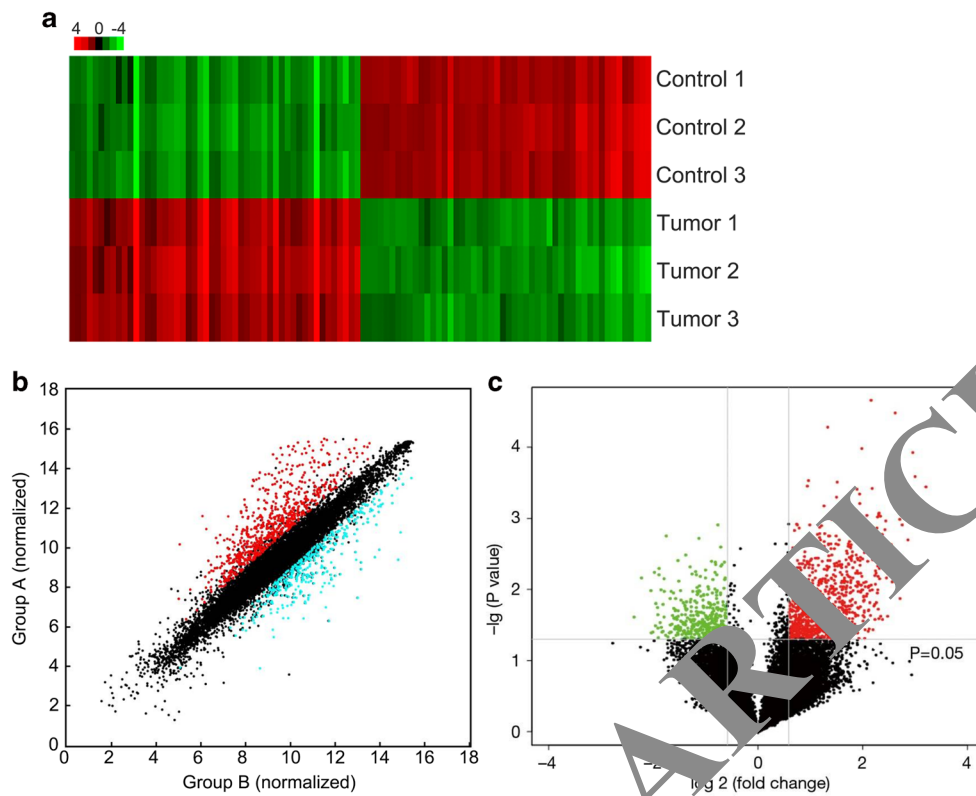 a
4 0 -4
Control 1
Control 2
Control 3
Tumor 1
Tumor 2
Tumor 3
b
18
16
14
12
10
8
6
4
2
0
Group A (normalized)
0 2 4 6 8 10 12 14 16 18
Group B (normalized)
c
4
3
2
1
0
-lg (P value)
P=0.05
-4 -2 0 2 4
log 2 (fold change)
ARTICL